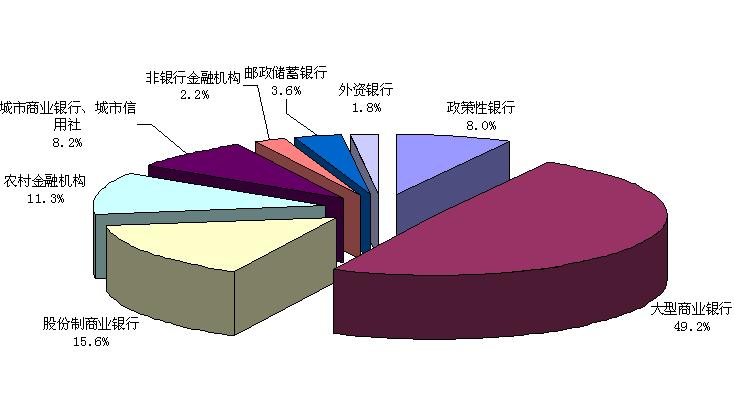 非银行金融机构
2.2%
邮政储蓄银行
3.6%
外资银行
1.8%
政策性银行
8.0%
城市商业银行、城市信
用社
8.2%
农村金融机构
11.3%
股份制商业银行
15.6%
大型商业银行
49.2%